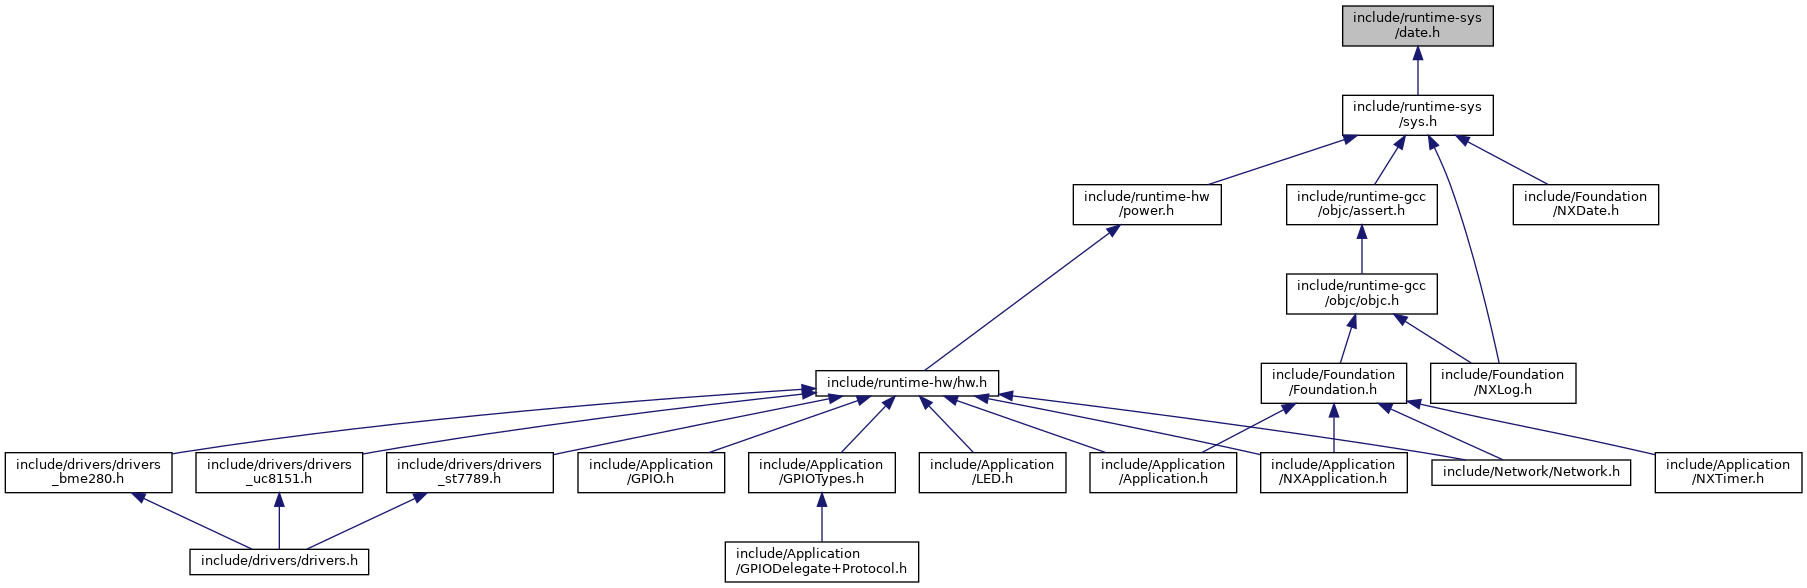 include/runtime-sys
/date.h
include/runtime-sys
/sys.h
include/runtime-hw
/power.h
include/runtime-gcc
/objc/assert.h
include/Foundation
/NXDate.h
include/runtime-gcc
/objc/objc.h
include/runtime-hw/hw.h
include/Foundation
/Foundation.h
include/Foundation
/NXLog.h
include/drivers/drivers
_bme280.h
include/drivers/drivers
_uc8151.h
include/drivers/drivers
_st7789.h
include/Application
/GPIO.h
include/Application
/GPIOTypes.h
include/Application
/LED.h
include/Application
/Application.h
include/Application
/NXApplication.h
include/Network/Network.h
include/Application
/NXTimer.h
include/drivers/drivers.h
include/Application
/GPIODelegate+Protocol.h